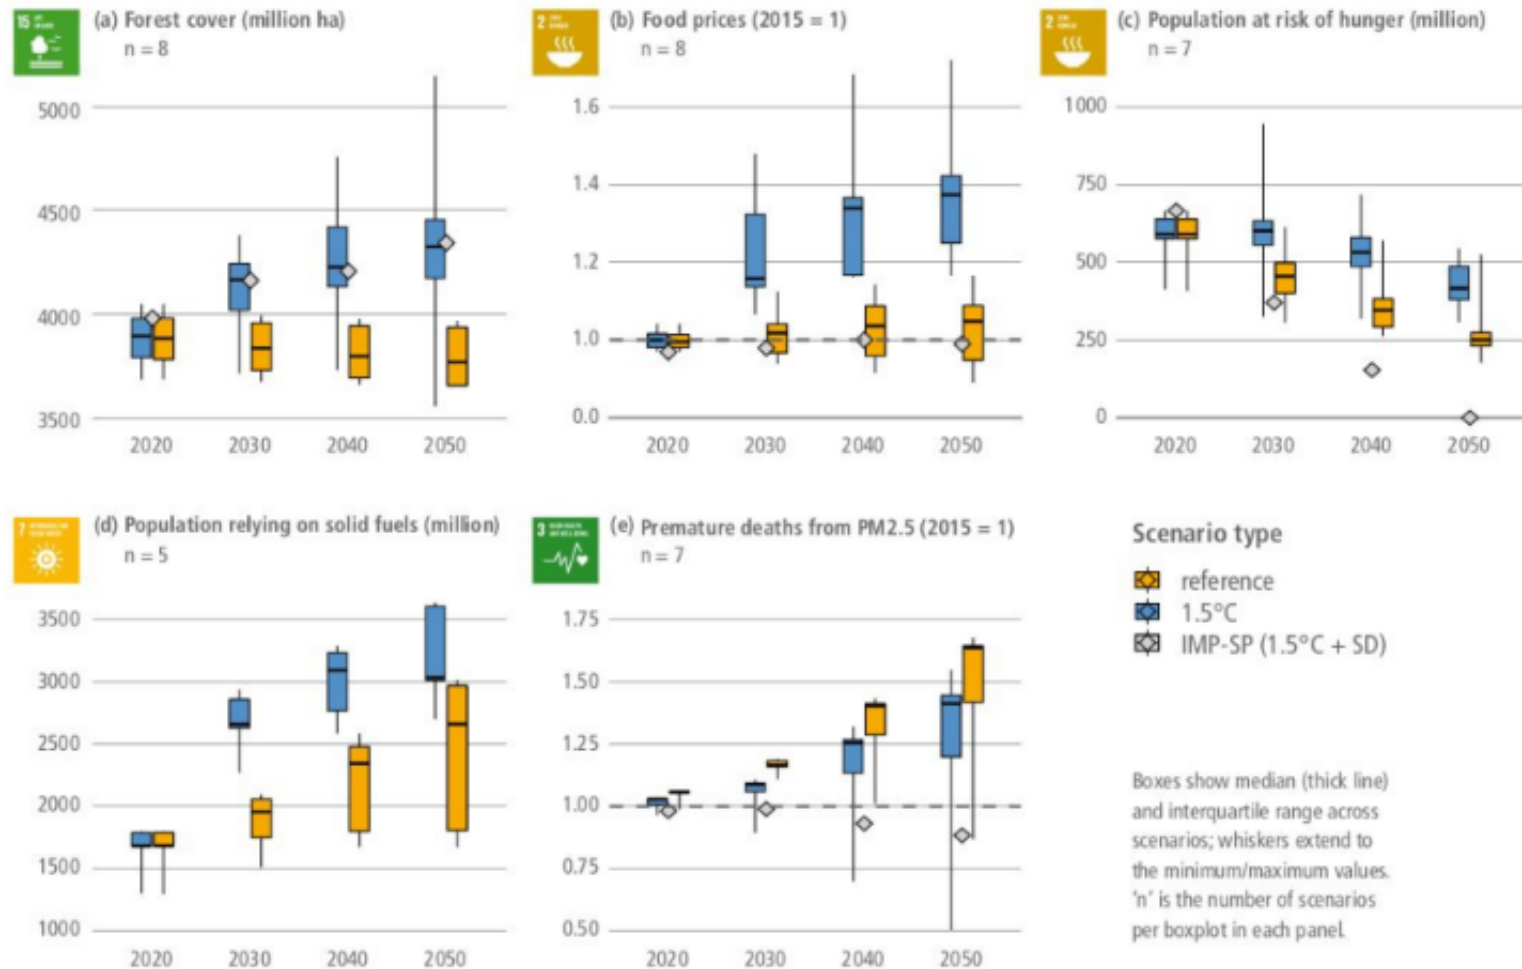 15
(a) Forest cover (million ha)
n = 8
5000
4500
4000
3500
2020 2030 2040 2050
2
(b) Food prices (2015 = 1)
n = 8
1.6
1.4
1.2
1.0
0.0
2020 2030 2040 2050
2
(c) Population at risk of hunger (million)
n = 7
1000
750
500
250
0
2020 2030 2040 2050
7
(d) Population relying on solid fuels (million)
n = 5
3500
3000
2500
2000
1500
1000
2020 2030 2040 2050
3
(e) Premature deaths from PM2.5 (2015 = 1)
n = 7
1.75
1.50
1.25
1.00
0.75
0.50
2020 2030 2040 2050
Scenario type
reference
1.5°C
IMP-SP (1.5°C + SD)
Boxes show median (thick line)
and interquartile range across
scenarios; whiskers extend to
the minimum/maximum values.
'n' is the number of scenarios
per boxplot in each panel.